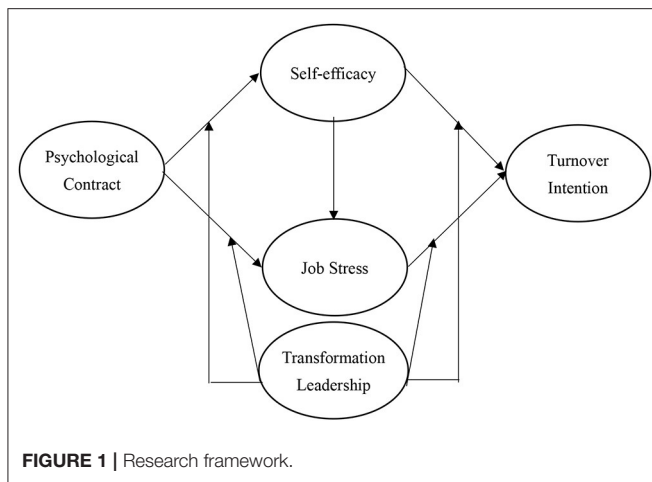 Self-efficacy
Psychological
Contract
Turnover
Intention
Job Stress
Transformation
Leadership
FIGURE 1 | Research framework.